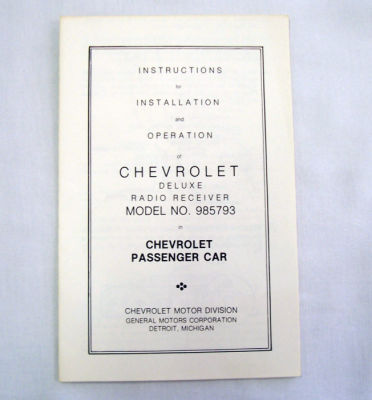 INSTRUCTIONS
for
INSTALLATION
and
OPERATION
of
CHEVROLET
DELUXE
RADIO RECEIVER
MODEL NO. 985793
in
CHEVROLET
PASSENGER CAR
CHEVROLET MOTOR DIVISION
GENERAL MOTORS CORPORATION
DETROIT, MICHIGAN